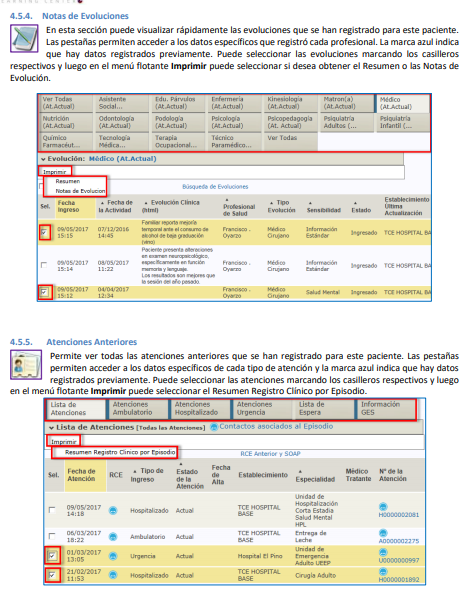 LEARNING CENTER
4.5.4. Notas de Evoluciones
En esta sección puede visualizar rápidamente las evoluciones que se han registrado para este paciente.
Las pestañas permiten acceder a los datos específicos que registró cada profesional. La marca azul indica
que hay datos registrados previamente. Puede seleccionar las evoluciones marcando los casilleros
respectivos y luego en el menú flotante Imprimir puede seleccionar si desea obtener el Resumen o las Notas de
Evolución.
Ver Todas (At.Actual) Asistente Social... Edu. Párvulos (At.Actual) Enfermería (At.Actual) Kinesiología (At.Actual) Matron(a) (At.Actual) Médico (At.Actual)
Nutrición (At.Actual) Odontología (At.Actual) Podología (At.Actual) Psicología (At.Actual) Psicopedagogía (At. Actual) Psiquiatría Adultos (... Psiquiatría Infantil (...
Químico Farmacéut... Tecnología Médica... Terapia Ocupacional... Técnico Paramédico... Ver Todas
Evolución: Médico (At.Actual)
Imprimir
Resumen
Notas de Evolucion
Búsqueda de Evoluciones
Sel. Fecha Ingreso Fecha de la Actividad Evolución Clínica (html) Profesional de Salud Tipo Evolución Sensibilidad Estado Establecimiento Última Actualización
09/05/2017 15:15 07/12/2016 14:45 Familiar reporta mejoría temporal ante el consumo de alcohol de baja graduación (vino) Francisco . Oyarzo Médico Cirujano Información Estándar Ingresado TCE HOSPITAL BA
09/05/2017 15:14 08/05/2017 11:22 Paciente presenta alteraciones en examen neuropsicológico, específicamente en función memoria y lenguaje. Los resultados son mejores que la sesión del año pasado. Francisco . Oyarzo Médico Cirujano Información Estándar Ingresado TCE HOSPITAL BA
09/05/2017 15:12 04/04/2017 12:34 Francisco . Oyarzo Médico Cirujano Salud Mental Ingresado TCE HOSPITAL BA
4.5.5. Atenciones Anteriores
Permite ver todas las atenciones anteriores que se han registrado para este paciente. Las pestañas
permiten acceder a los datos específicos de cada tipo de atención y la marca azul indica que hay datos
registrados previamente. Puede seleccionar las atenciones marcando los casilleros respectivos y luego
en el menú flotante Imprimir puede seleccionar el Resumen Registro Clínico por Episodio.
Lista de Atenciones Atenciones Ambulatorio Atenciones Hospitalizado Atenciones Urgencia Lista de Espera Información GES
Lista de Atenciones [Todas las Atenciones] Contactos asociados al Episodio
Imprimir
Resumen Registro Clinico por Episodio
RCE Anterior y SOAP
Sel. Fecha de Atención RCE Tipo de Ingreso Estado de la Atención Fecha de Alta Establecimiento Especialidad Médico Tratante Nº de la Atención
09/05/2017 14:18 Hospitalizado Actual TCE HOSPITAL BASE Unidad de Hospitalización Corta Estadia Salud Mental HPL H0000002081
06/03/2017 18:22 Ambulatorio Actual TCE HOSPITAL BASE Entrega de Leche A0000002275
01/03/2017 13:05 Urgencia Actual Hospital El Pino Unidad de Emergencia Adulto UEEP U0000000997
21/02/2017 11:53 Hospitalizado Actual TCE HOSPITAL BASE Cirugía Adulto H0000001892